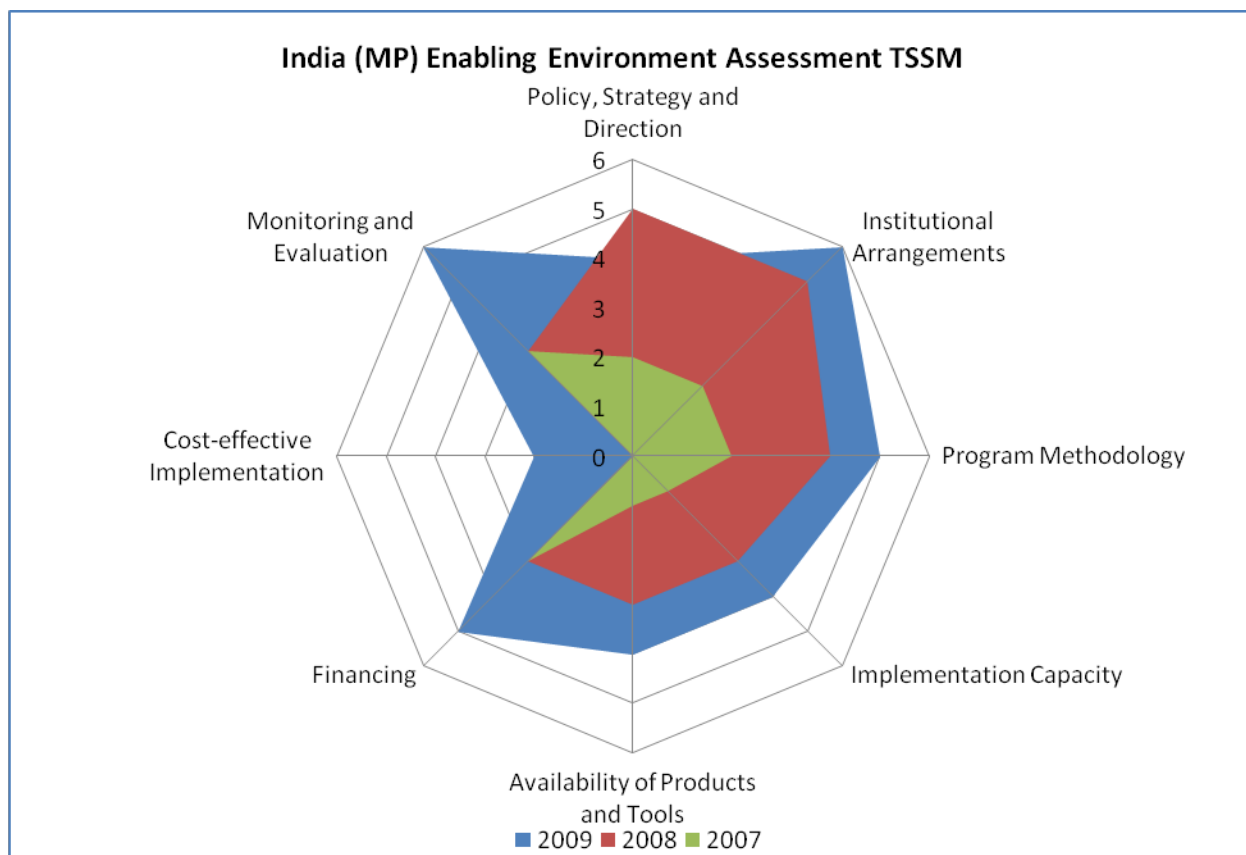 India (MP) Enabling Environment Assessment TSSM
Policy, Strategy and
Direction
6
5
4
3
2
1
0
Institutional
Arrangements
Program Methodology
Implementation Capacity
Availability of Products
and Tools
Financing
Cost-effective
Implementation
Monitoring and
Evaluation
2009 2008 2007